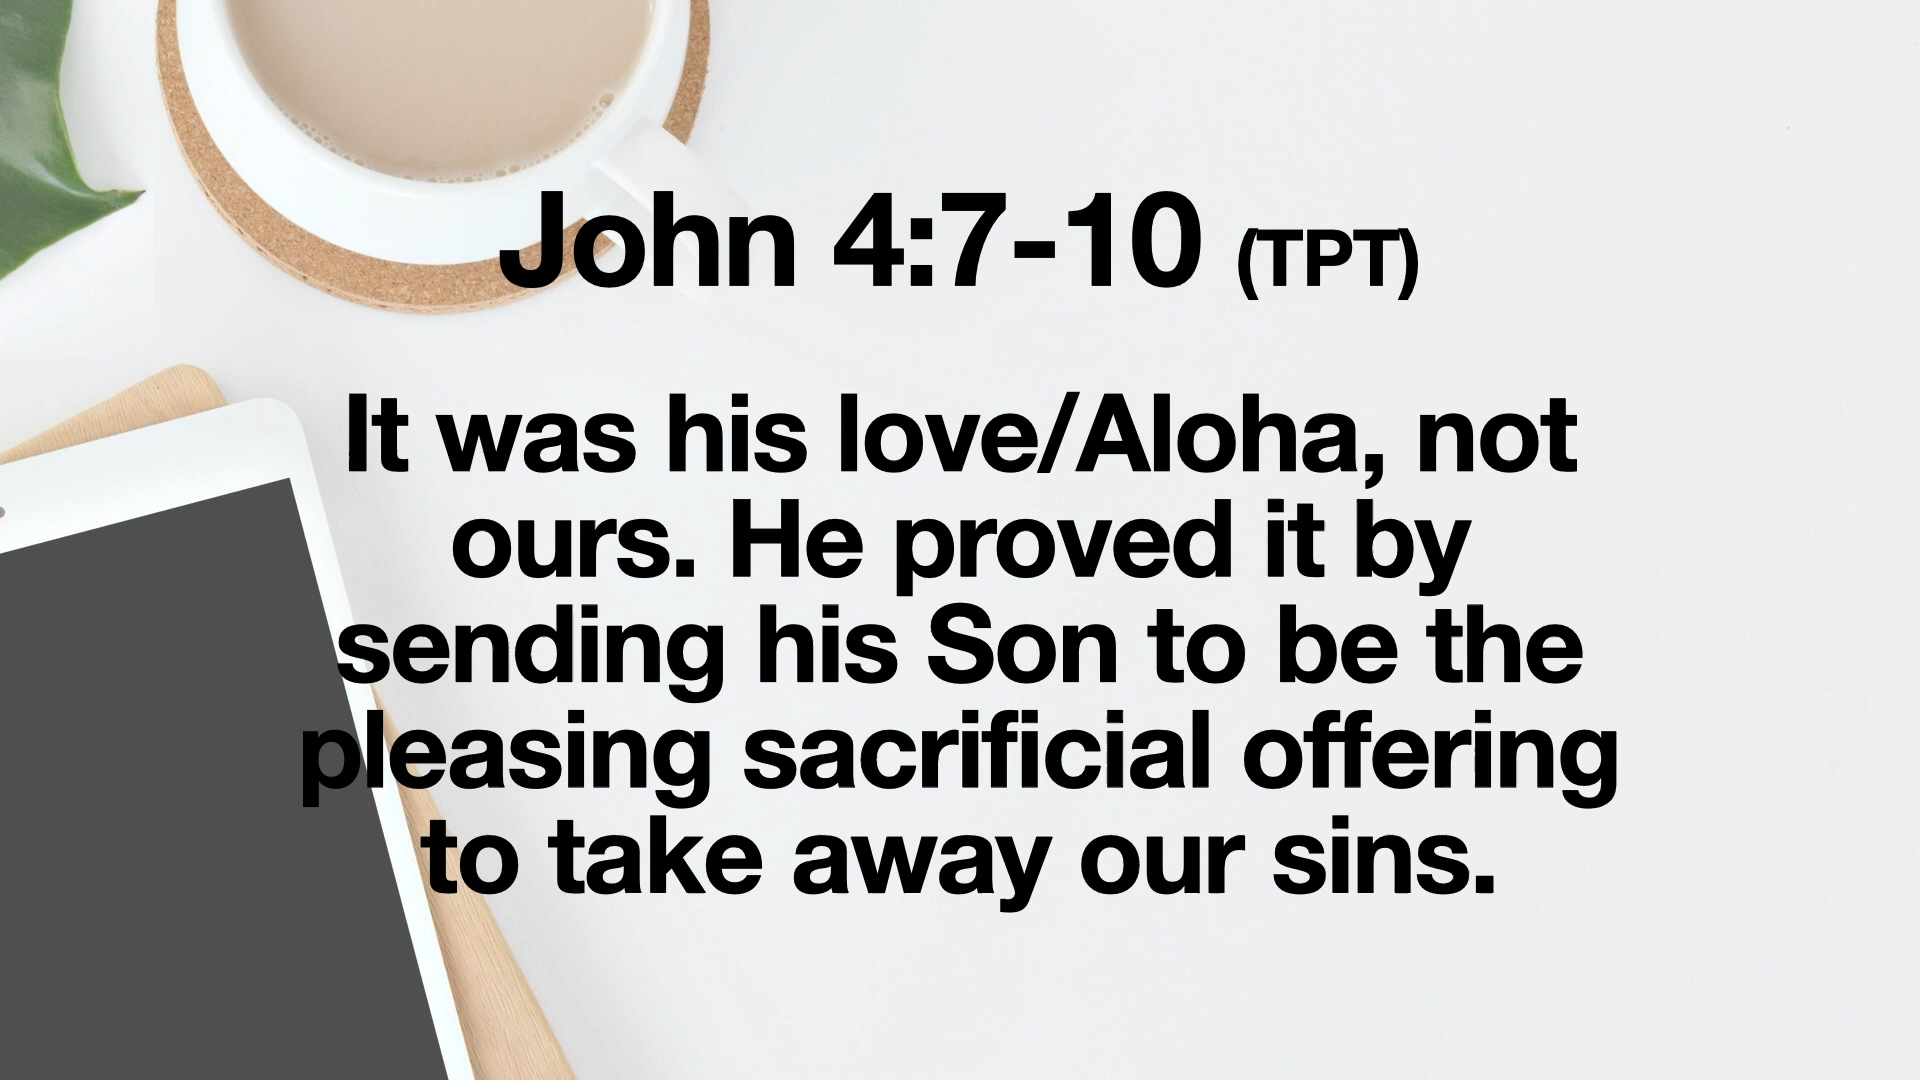 John 4:7-10 (TPT)
It was his love/Aloha, not
ours. He proved it by
sending his Son to be the
pleasing sacrificial offering
to take away our sins.